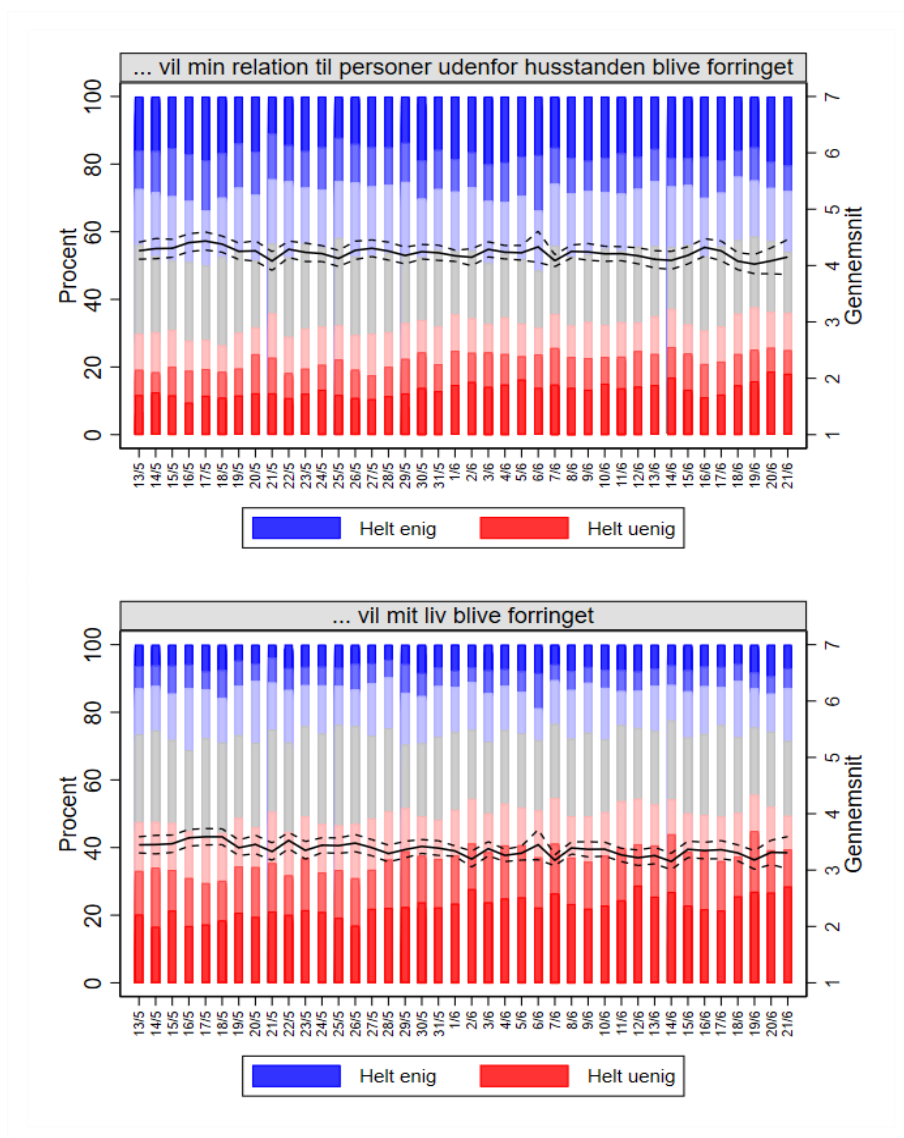 ... vil min relation til personer udenfor husstanden blive forringet
100
80
60
40
20
0
Procent
7
6
5
4
3
2
1
Gennemsnit
13/5 14/5 15/5 16/5 17/5 18/5 19/5 20/5 21/5 22/5 23/5 24/5 25/5 26/5 27/5 28/5 29/5 30/5 31/5 1/6 2/6 3/6 4/6 5/6 6/6 7/6 8/6 9/6 10/6 11/6 12/6 13/6 14/6 15/6 16/6 17/6 18/6 19/6 20/6 21/6
Helt enig Helt uenig
... vil mit liv blive forringet
100
80
60
40
20
0
Procent
7
6
5
4
3
2
1
Gennemsnit
13/5 14/5 15/5 16/5 17/5 18/5 19/5 20/5 21/5 22/5 23/5 24/5 25/5 26/5 27/5 28/5 29/5 30/5 31/5 1/6 2/6 3/6 4/6 5/6 6/6 7/6 8/6 9/6 10/6 11/6 12/6 13/6 14/6 15/6 16/6 17/6 18/6 19/6 20/6 21/6
Helt enig Helt uenig